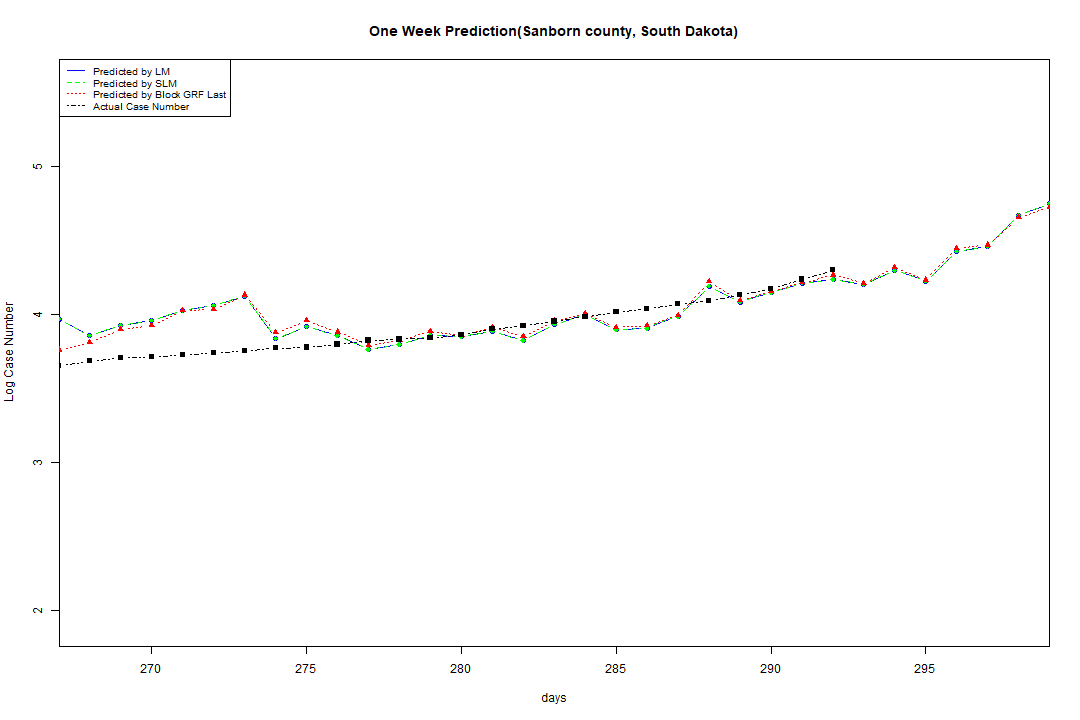 One Week Prediction(Sanborn county, South Dakota)
Predicted by LM
Predicted by SLM
Predicted by Block GRF Last
Actual Case Number
Log Case Number
5
4
3
2
270 275 280 285 290 295
days